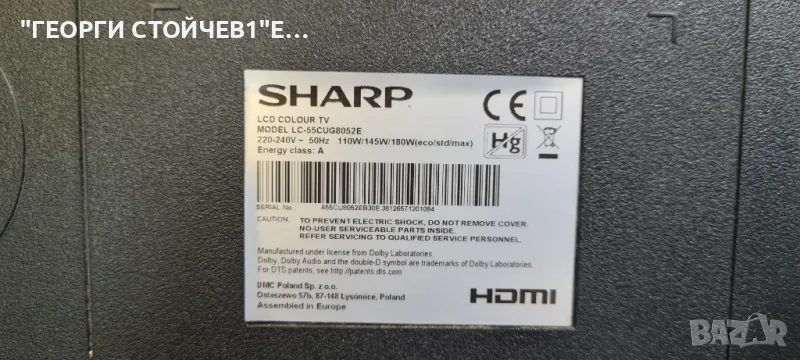 "ГЕОРГИ СТОЙЧЕВ1"Е...
SHARP
LCD COLOUR TV
MODEL LC-55CUG8052E
220-240V ~ 50Hz 110W/145W/180W(eco/std/max)
Energy class: A
CE
Hg
SERIAL No.
A55CU8052EB30E 38126571201094
CAUTION: TO PREVENT ELECTRIC SHOCK, DO NOT REMOVE COVER.
NO-USER SERVICEABLE PARTS INSIDE.
REFER SERVICING TO QUALIFIED SERVICE PERSONNEL.
Manufactured under license from Dolby Laboratories.
Dolby, Dolby Audio and the double-D symbol are trademarks of Dolby Laboratories.
For DTS patents, see http://patents.dts.com
UMC Poland Sp. z o.o.
Ostaszewo 57b, 87-148 Łysomice, Poland
Assembled in Europe
HDMI
BAZAR